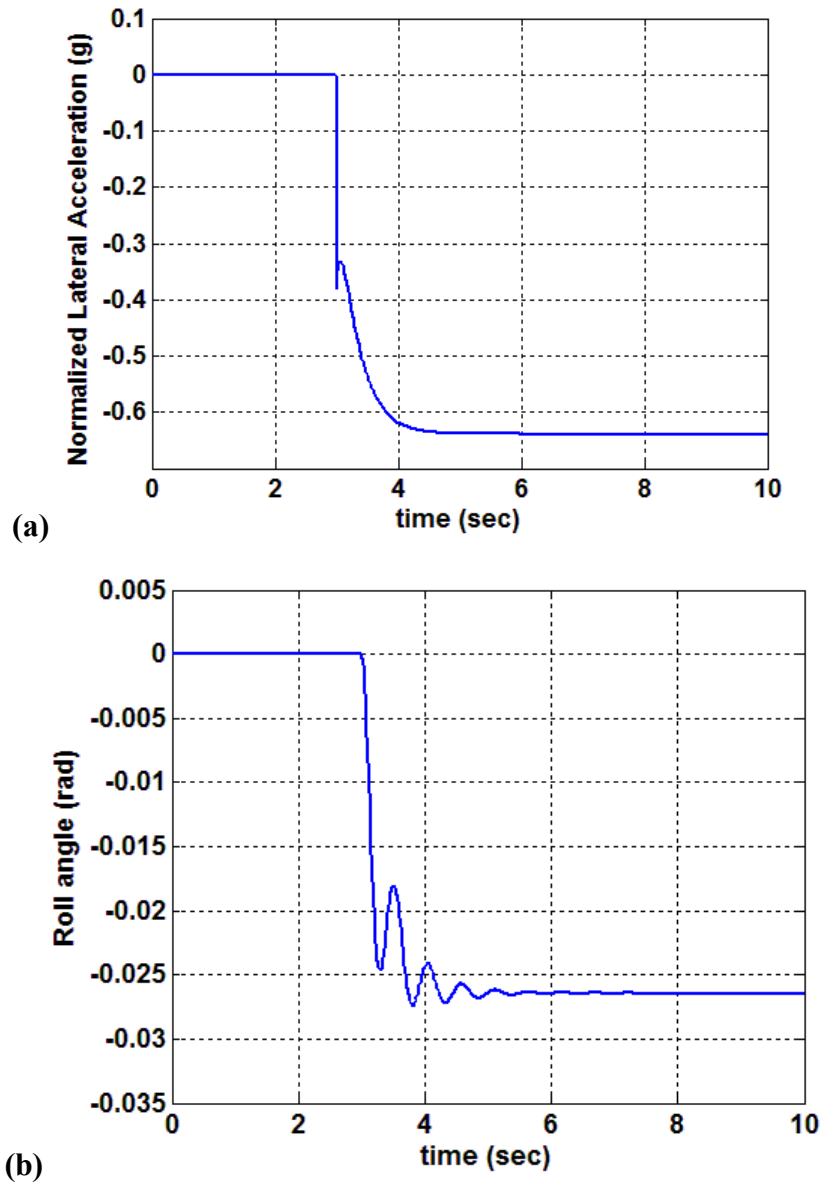 0.1
0
-0.1
-0.2
-0.3
-0.4
-0.5
-0.6
Normalized Lateral Acceleration (g)
0 2 4 6 8 10
time (sec)
(a)
0.005
0
-0.005
-0.01
-0.015
-0.02
-0.025
-0.03
-0.035
Roll angle (rad)
0 2 4 6 8 10
time (sec)
(b)